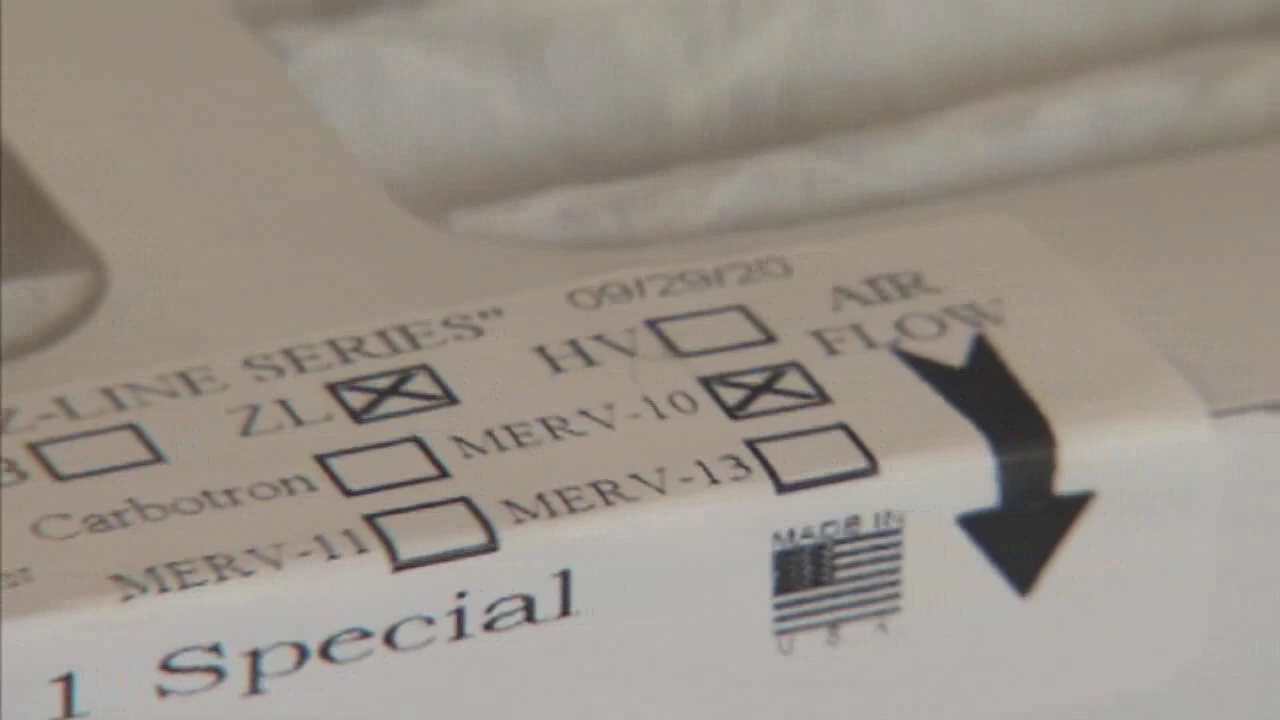 09/29/20
Z-LINE SERIES" HV AIR
ZL MERV-10 FLOW
Carbotron MERV-13
MERV-11
MADE IN
U S A
1 Special